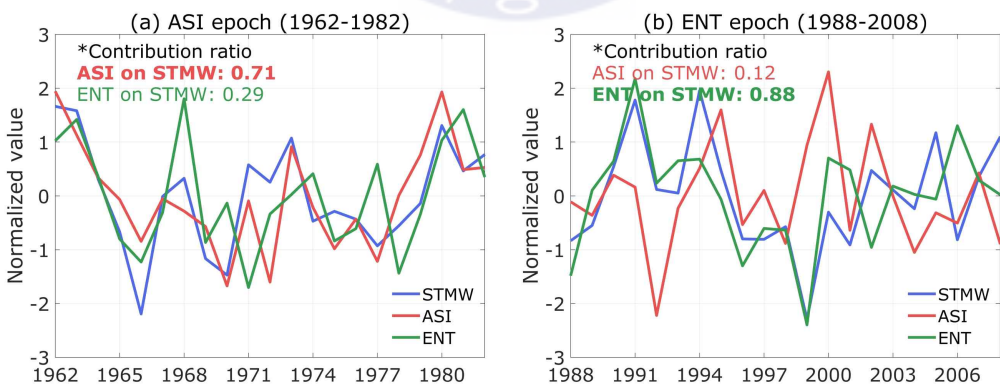 (a) ASI epoch (1962-1982)
*Contribution ratio
ASI on STMW: 0.71
ENT on STMW: 0.29
Normalized value
3
2
1
0
-1
-2
-3
1962 1965 1968 1971 1974 1977 1980
STMW
ASI
ENT
(b) ENT epoch (1988-2008)
*Contribution ratio
ASI on STMW: 0.12
ENT on STMW: 0.88
Normalized value
3
2
1
0
-1
-2
-3
1988 1991 1994 1997 2000 2003 2006
STMW
ASI
ENT